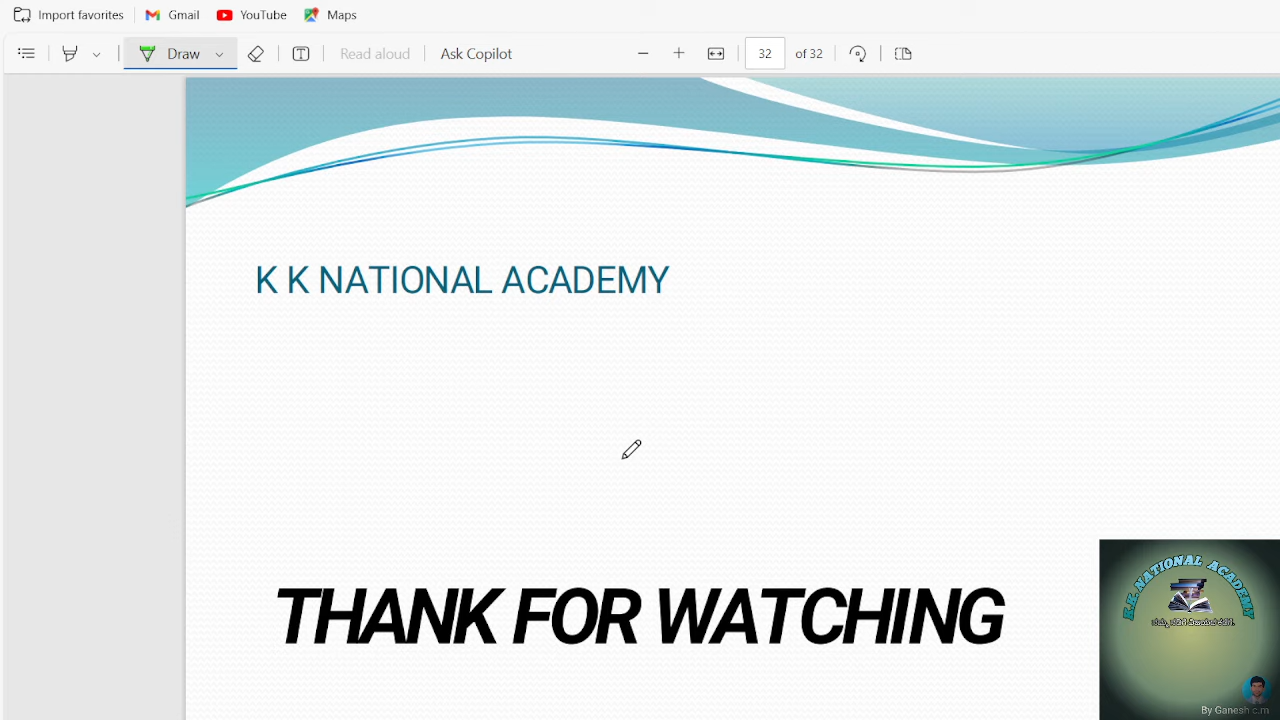 Import favorites
Gmail
YouTube
Maps
Draw
Read aloud
Ask Copilot
32
of 32
K K NATIONAL ACADEMY
THANK FOR WATCHING
K.K NATIONAL ACADEMY
By Ganesh c.m